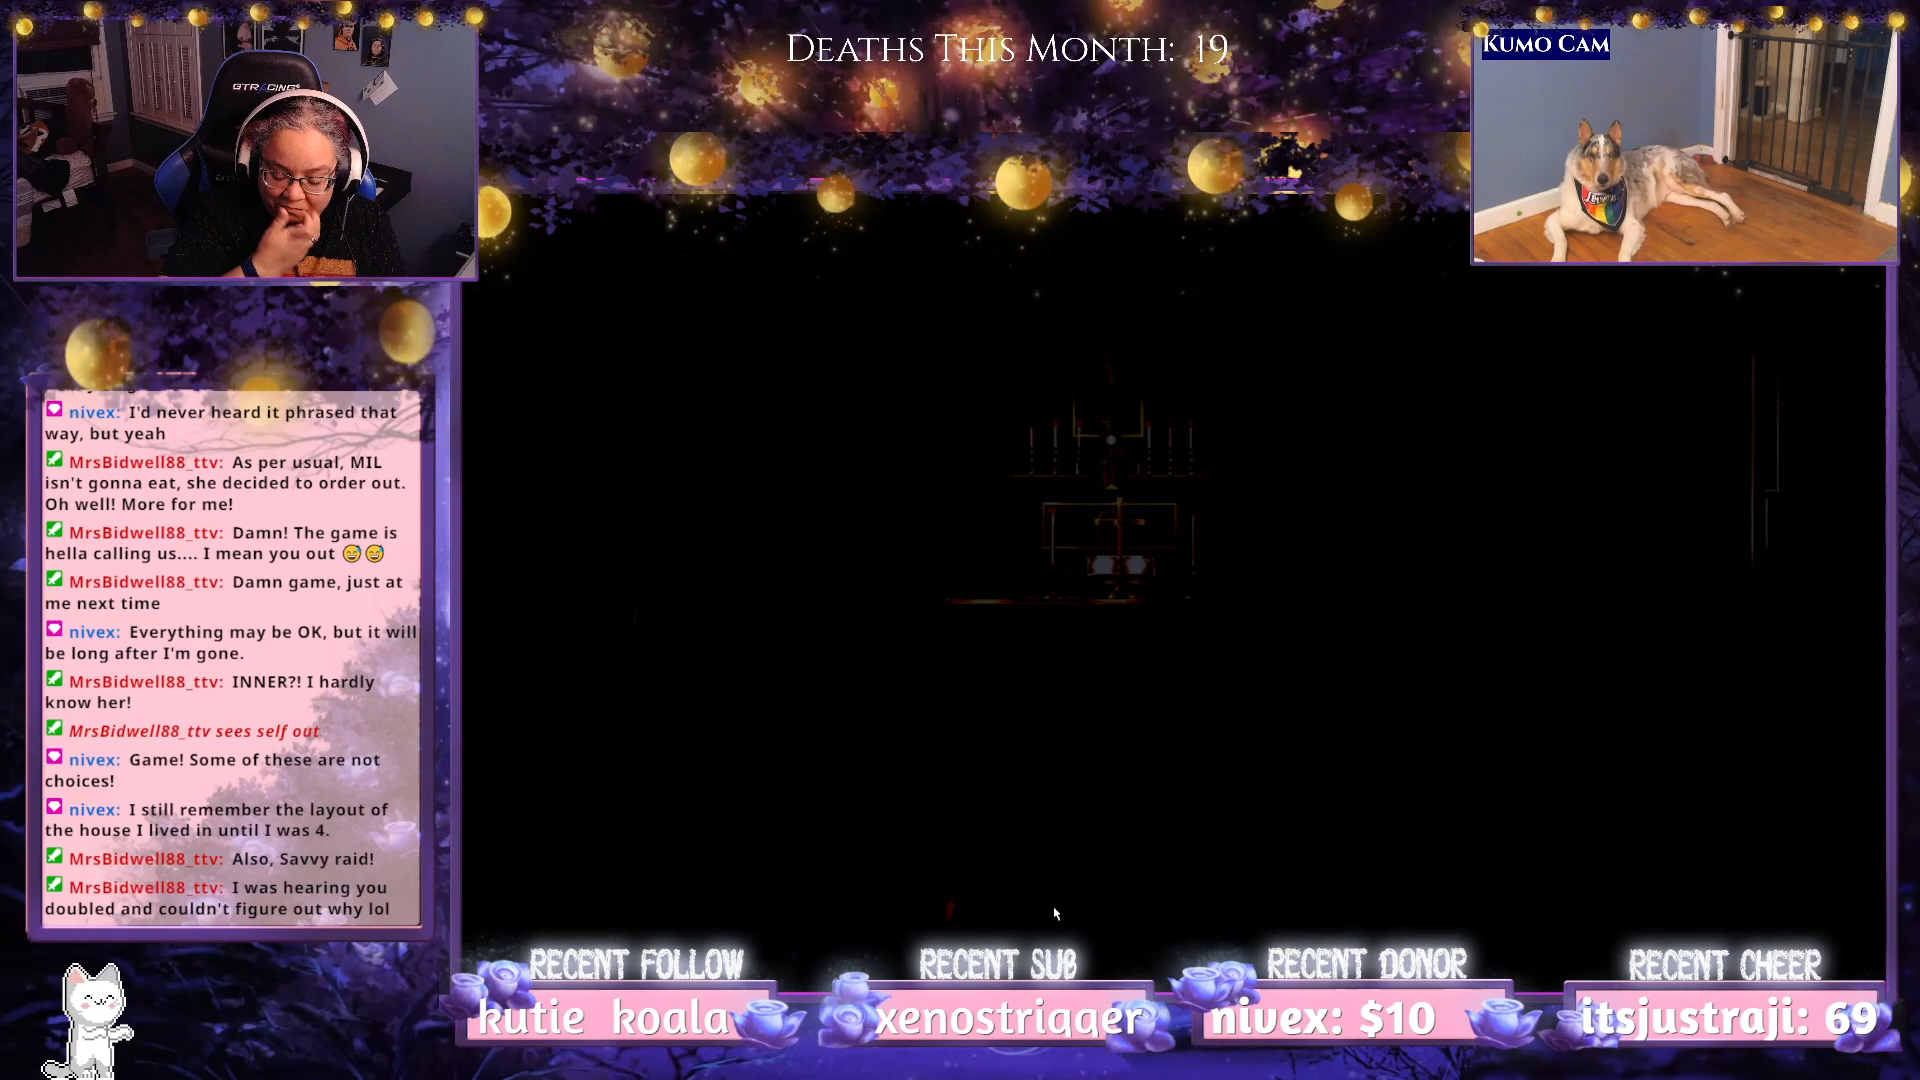 DEATHS THIS MONTH: 19
KUMO CAM
GTRACING
nivex: I'd never heard it phrased that
way, but yeah
MrsBidwell88_ttv: As per usual, MIL
isn't gonna eat, she decided to order out.
Oh well! More for me!
MrsBidwell88_ttv: Damn! The game is
hella calling us.... I mean you out 😅😅
MrsBidwell88_ttv: Damn game, just at
me next time
nivex: Everything may be OK, but it will
be long after I'm gone.
MrsBidwell88_ttv: INNER?! I hardly
know her!
MrsBidwell88_ttv sees self out
nivex: Game! Some of these are not
choices!
nivex: I still remember the layout of
the house I lived in until I was 4.
MrsBidwell88_ttv: Also, Savvy raid!
MrsBidwell88_ttv: I was hearing you
doubled and couldn't figure out why lol
RECENT FOLLOW
kutie_koala
RECENT SUB
xenostrigger
RECENT DONOR
nivex: $10
RECENT CHEER
itsjustraji: 69